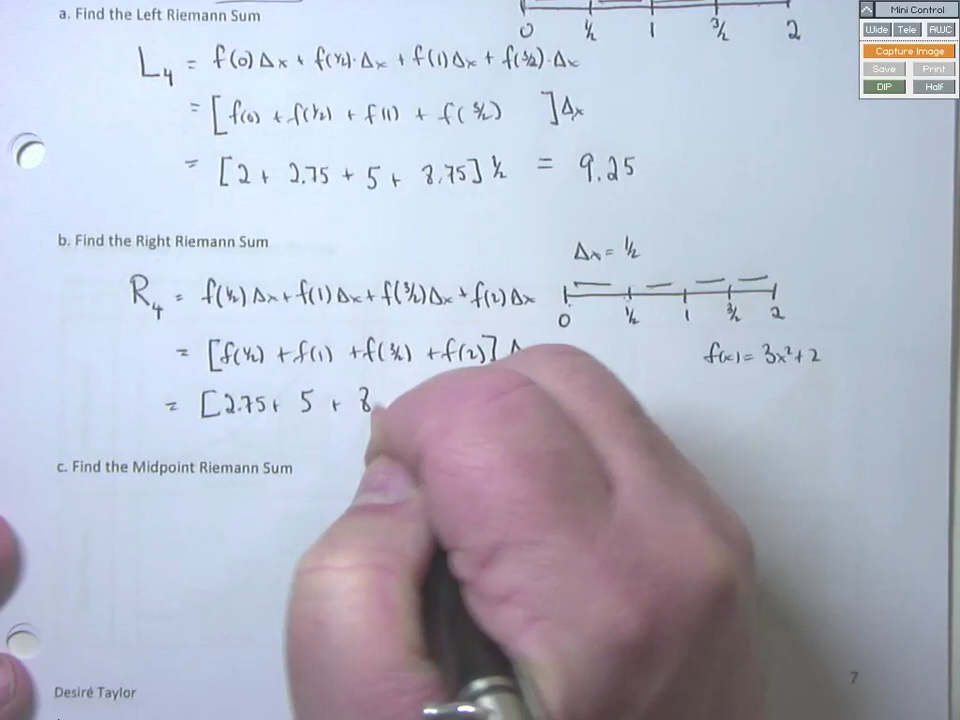 a. Find the Left Riemann Sum
0 ½ 1 3/2 2
L₄ = f(0)Δx + f(½)·Δx + f(1)Δx + f(3/2)·Δx
= [f(0) + f(½) + f(1) + f(3/2) ]Δx
= [2 + 2.75 + 5 + 8.75] ½ = 9.25
b. Find the Right Riemann Sum
Δx = ½
R₄ = f(½)Δx + f(1)Δx + f(3/2)Δx + f(2)Δx
0 ½ 1 3/2 2
= [f(½) + f(1) + f(3/2) + f(2)]
f(x) = 3x² + 2
= [2.75 + 5 + 8
c. Find the Midpoint Riemann Sum
7
Desiré Taylor
Mini Control
Wide Tele AWC
Capture Image
Save Print
DIP Half